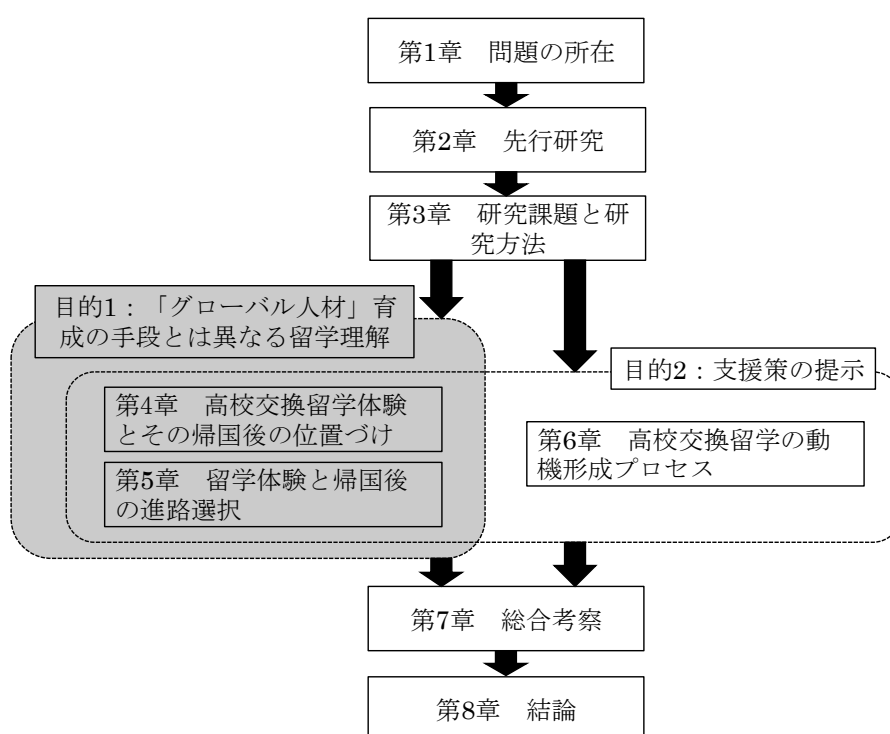 第1章　問題の所在
第2章　先行研究
第3章　研究課題と研
究方法
目的1：「グローバル人材」育
成の手段とは異なる留学理解
目的2：支援策の提示
第4章　高校交換留学体験
とその帰国後の位置づけ
第5章　留学体験と帰国後
の進路選択
第6章　高校交換留学の動
機形成プロセス
第7章　総合考察
第8章　結論